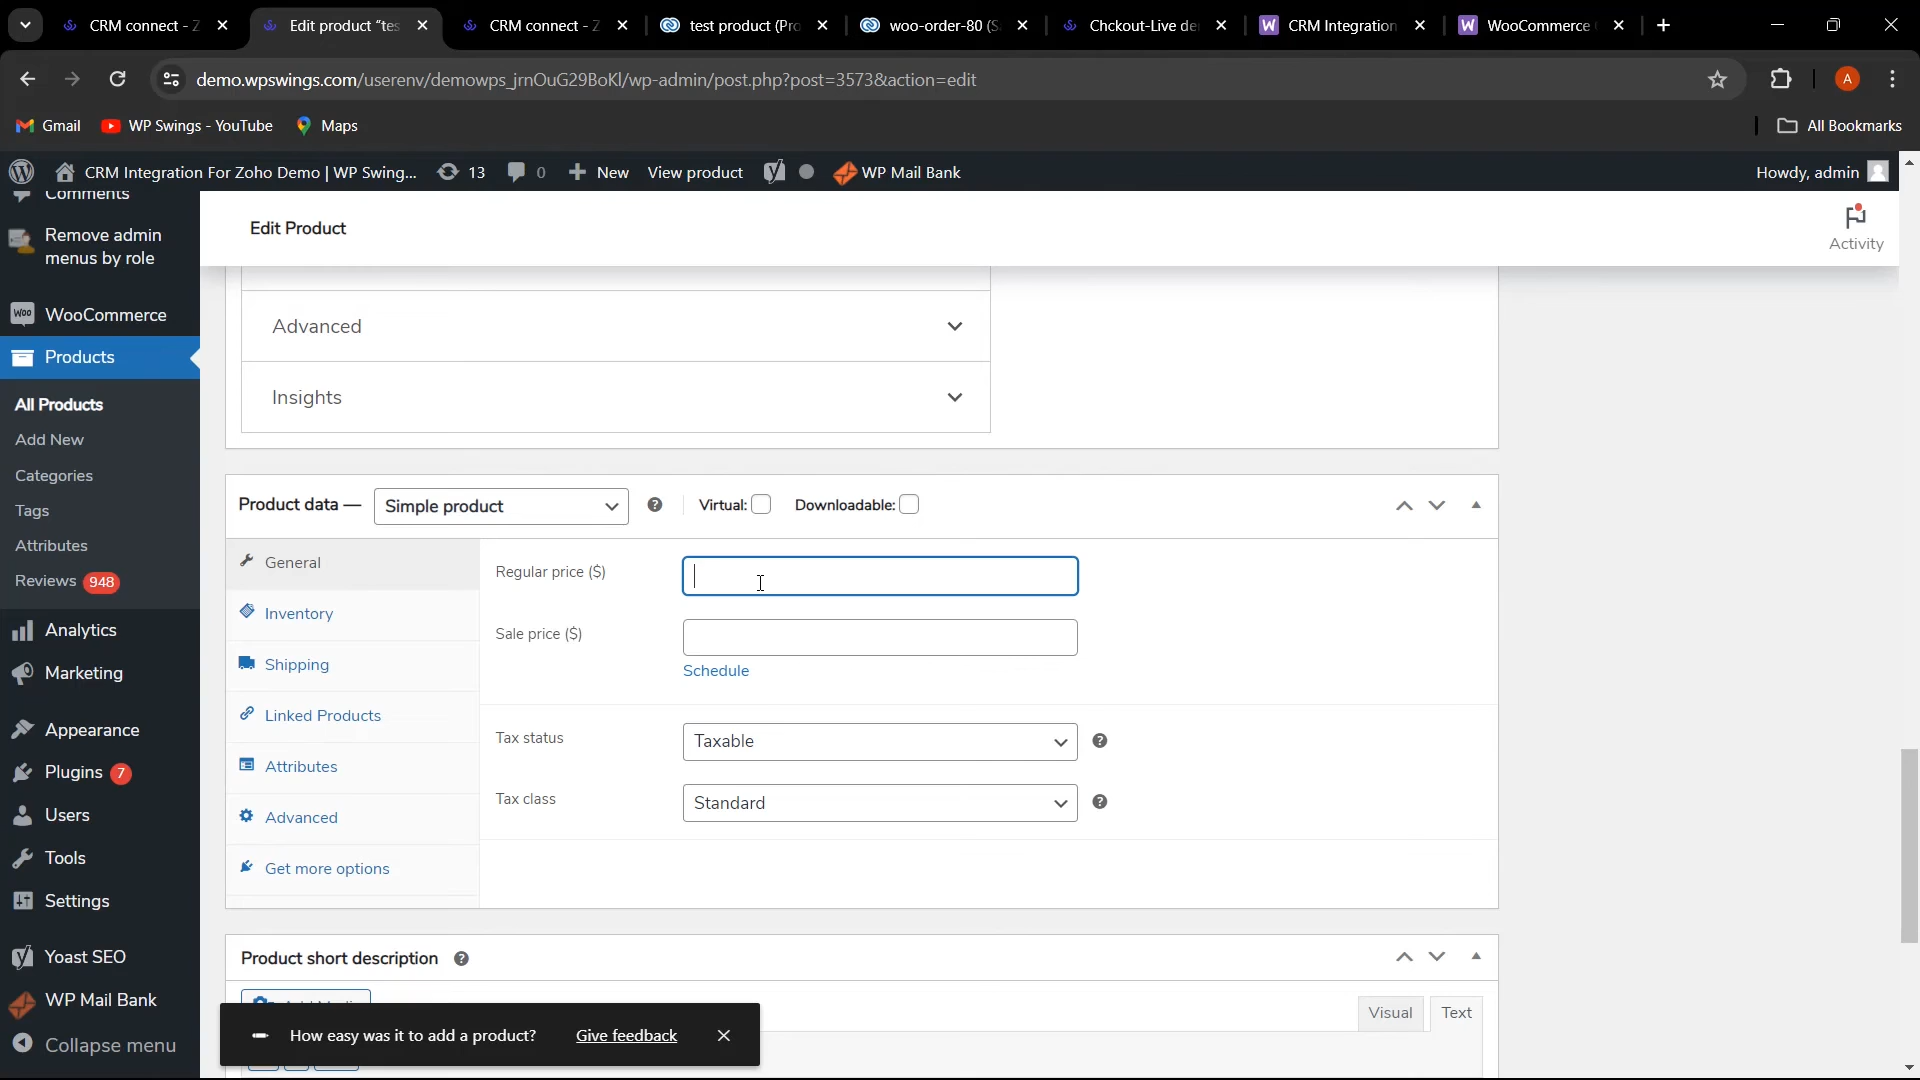 CRM connect - Z
Edit product “tes
CRM connect - Z
test product (Pro
woo-order-80 (S
Chckout-Live de
CRM Integration
WooCommerce
demo.wpswings.com/userenv/demowps_jrnOuG29BoKl/wp-admin/post.php?post=3573&action=edit
A
Gmail
WP Swings - YouTube
Maps
All Bookmarks
CRM Integration For Zoho Demo | WP Swing...
13
0
New
View product
WP Mail Bank
Howdy, admin
Comments
Remove admin
menus by role
WooCommerce
Products
All Products
Add New
Categories
Tags
Attributes
Reviews 948
Analytics
Marketing
Appearance
Plugins 7
Users
Tools
Settings
Yoast SEO
WP Mail Bank
Collapse menu
Edit Product
Activity
Advanced
Insights
Product data —
Simple product
Virtual:
Downloadable:
General
Inventory
Shipping
Linked Products
Attributes
Advanced
Get more options
Regular price ($)
Sale price ($)
Schedule
Tax status
Taxable
Tax class
Standard
Product short description
Visual
Text
How easy was it to add a product?
Give feedback